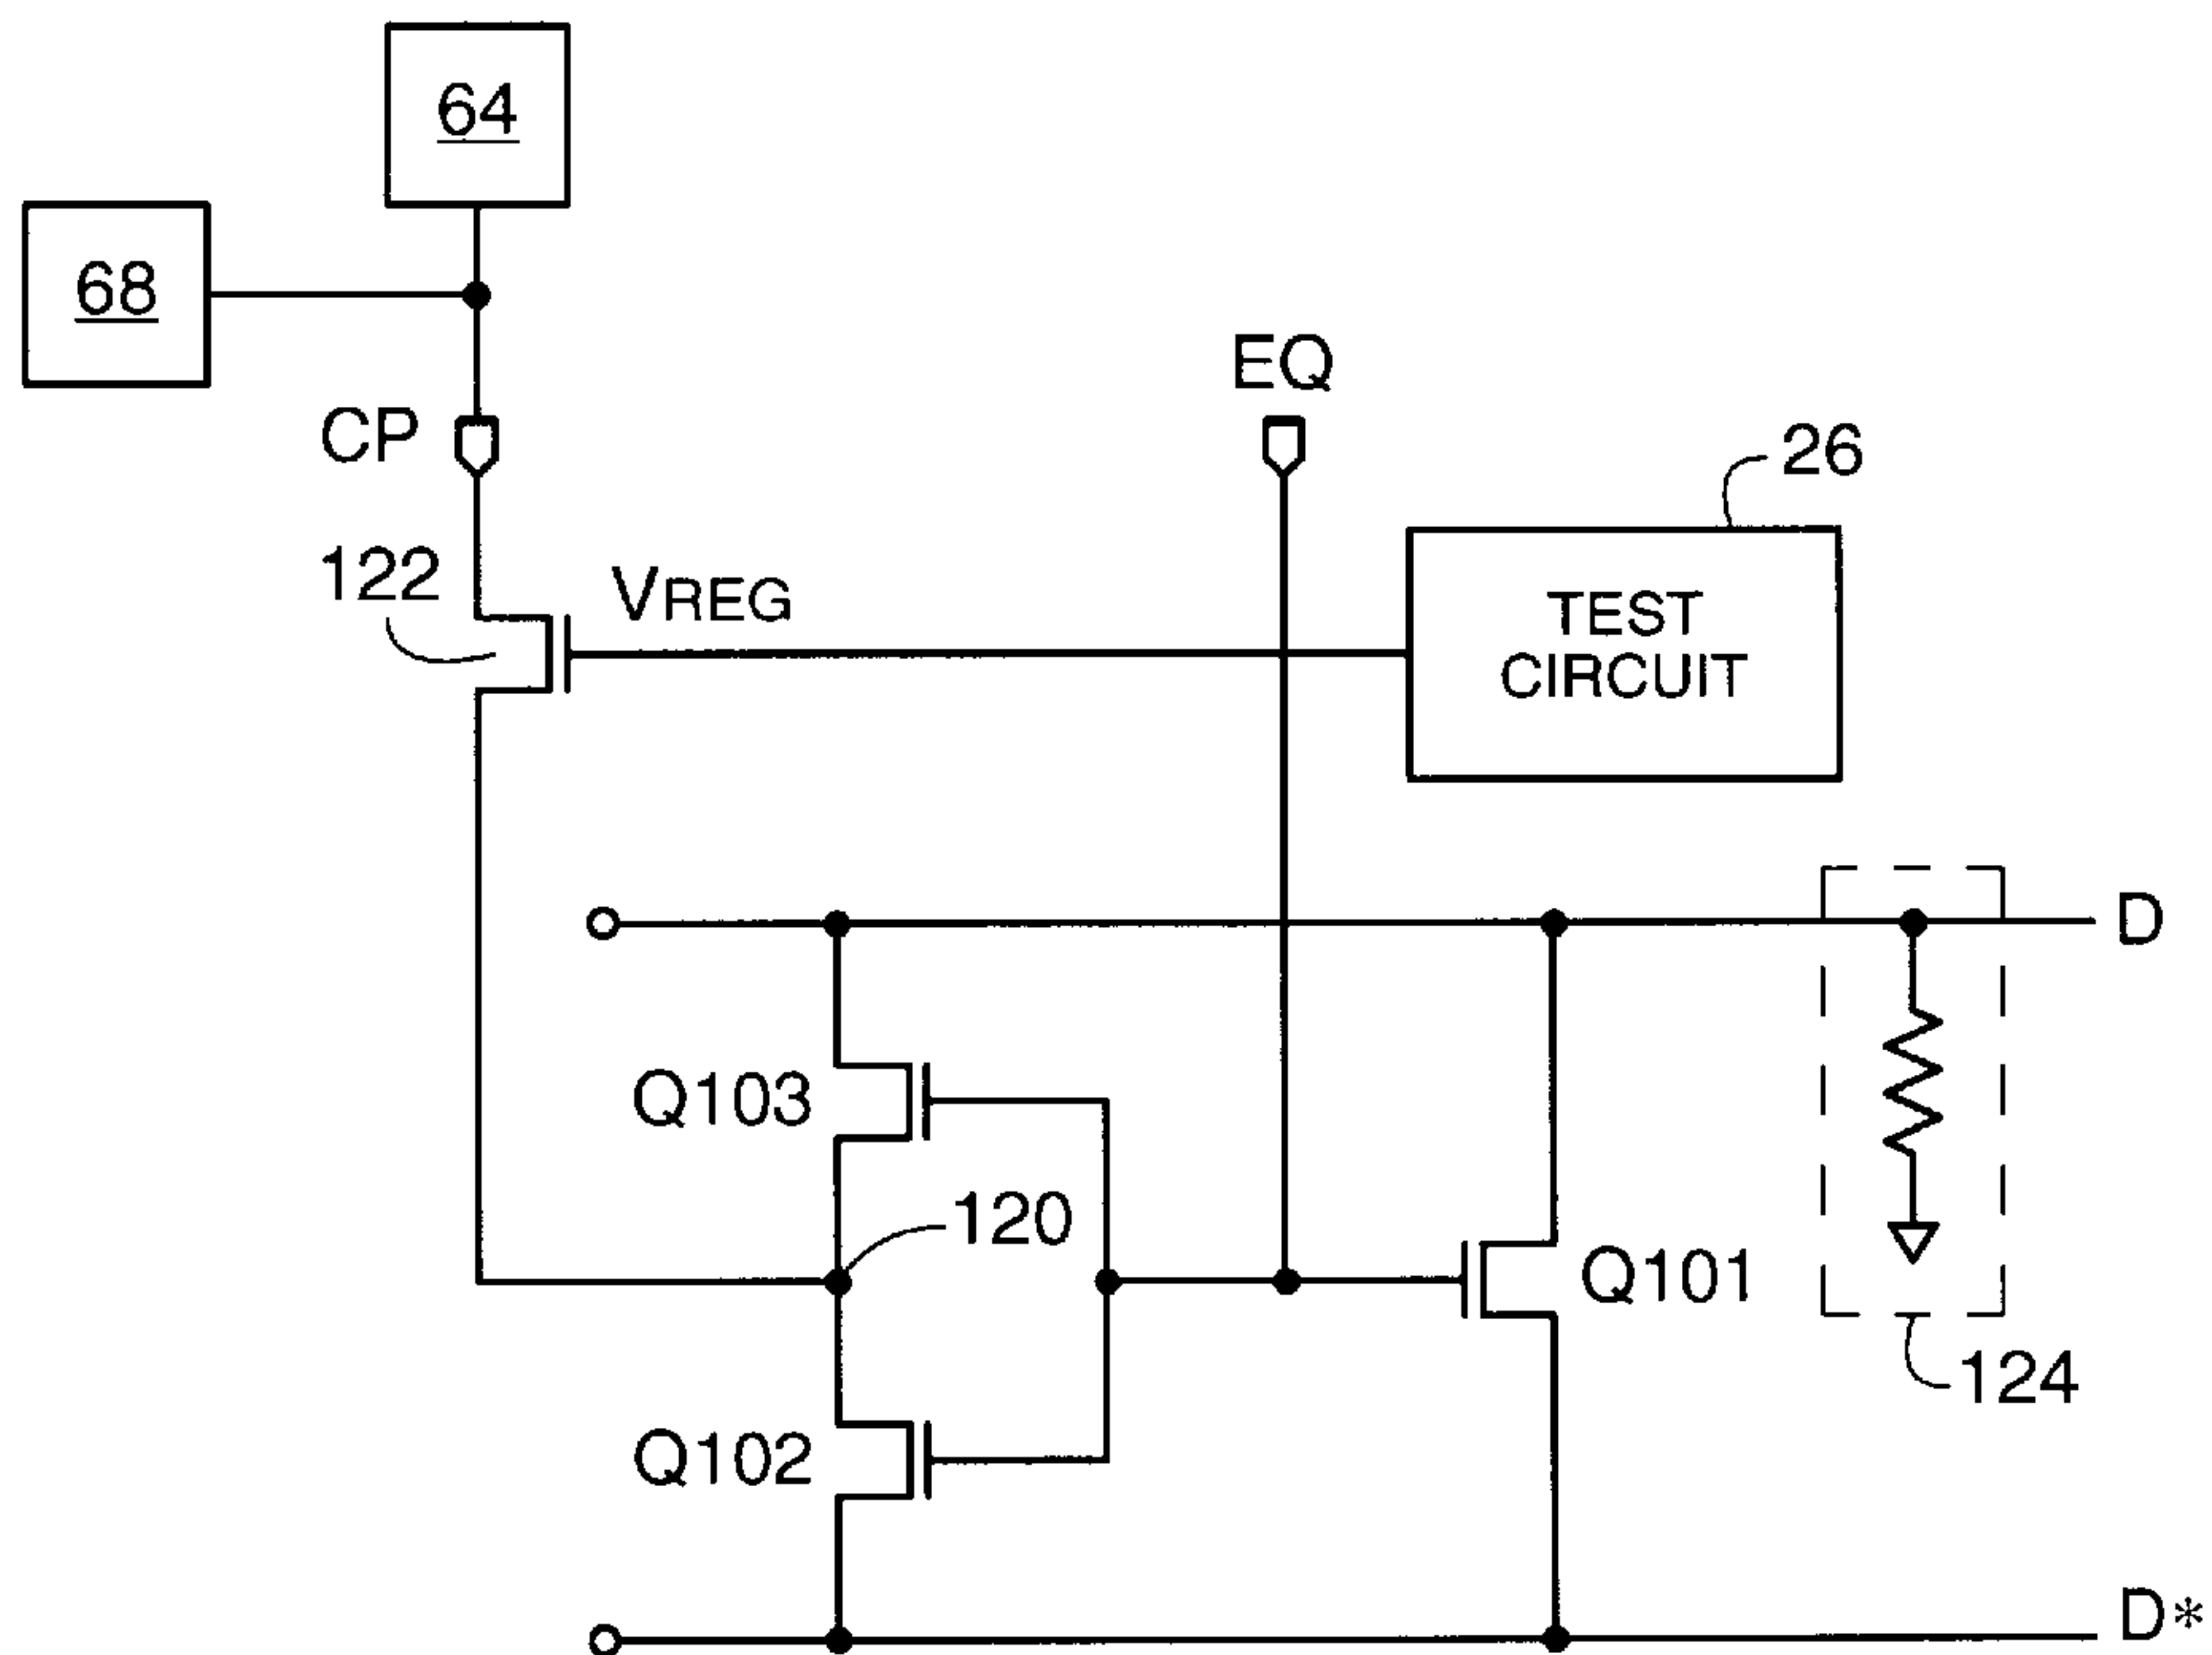 64
68
EQ
CP
26
122
VREG
TEST
CIRCUIT
D
Q103
120
Q101
124
Q102
D*